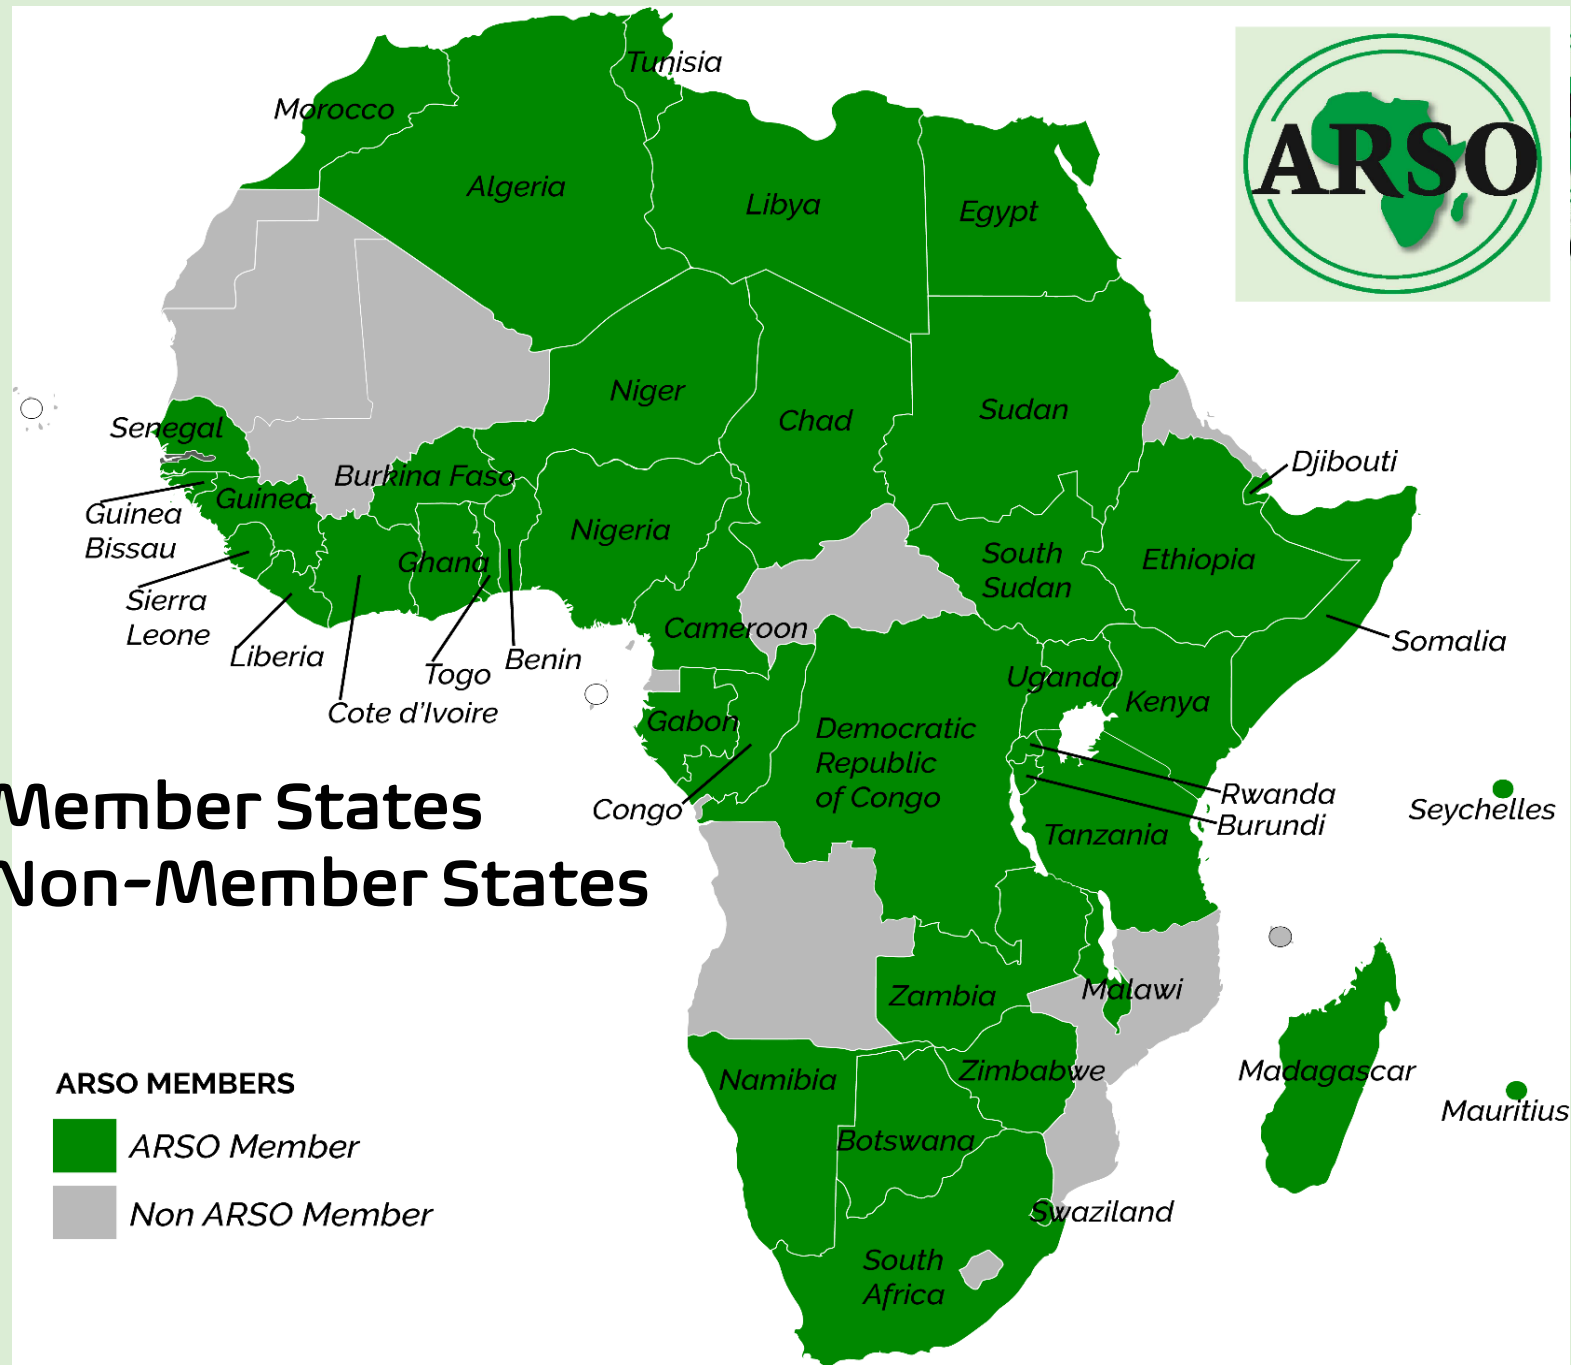 ARSO
Tunisia
Morocco
Algeria
Libya
Egypt
Niger
Chad
Sudan
Senegal
Burkina Faso
Guinea
Guinea
Bissau
Djibouti
Nigeria
Ghana
South
Sudan
Ethiopia
Sierra
Leone
Liberia
Togo
Benin
Cote d'Ivoire
Cameroon
Somalia
Uganda
Kenya
Gabon
Democratic
Republic
of Congo
Congo
Rwanda
Burundi
Tanzania
Seychelles
Member States
Non-Member States
Zambia
Malawi
Namibia
Zimbabwe
Botswana
Madagascar
Mauritius
Swaziland
South
Africa
ARSO MEMBERS
ARSO Member
Non ARSO Member